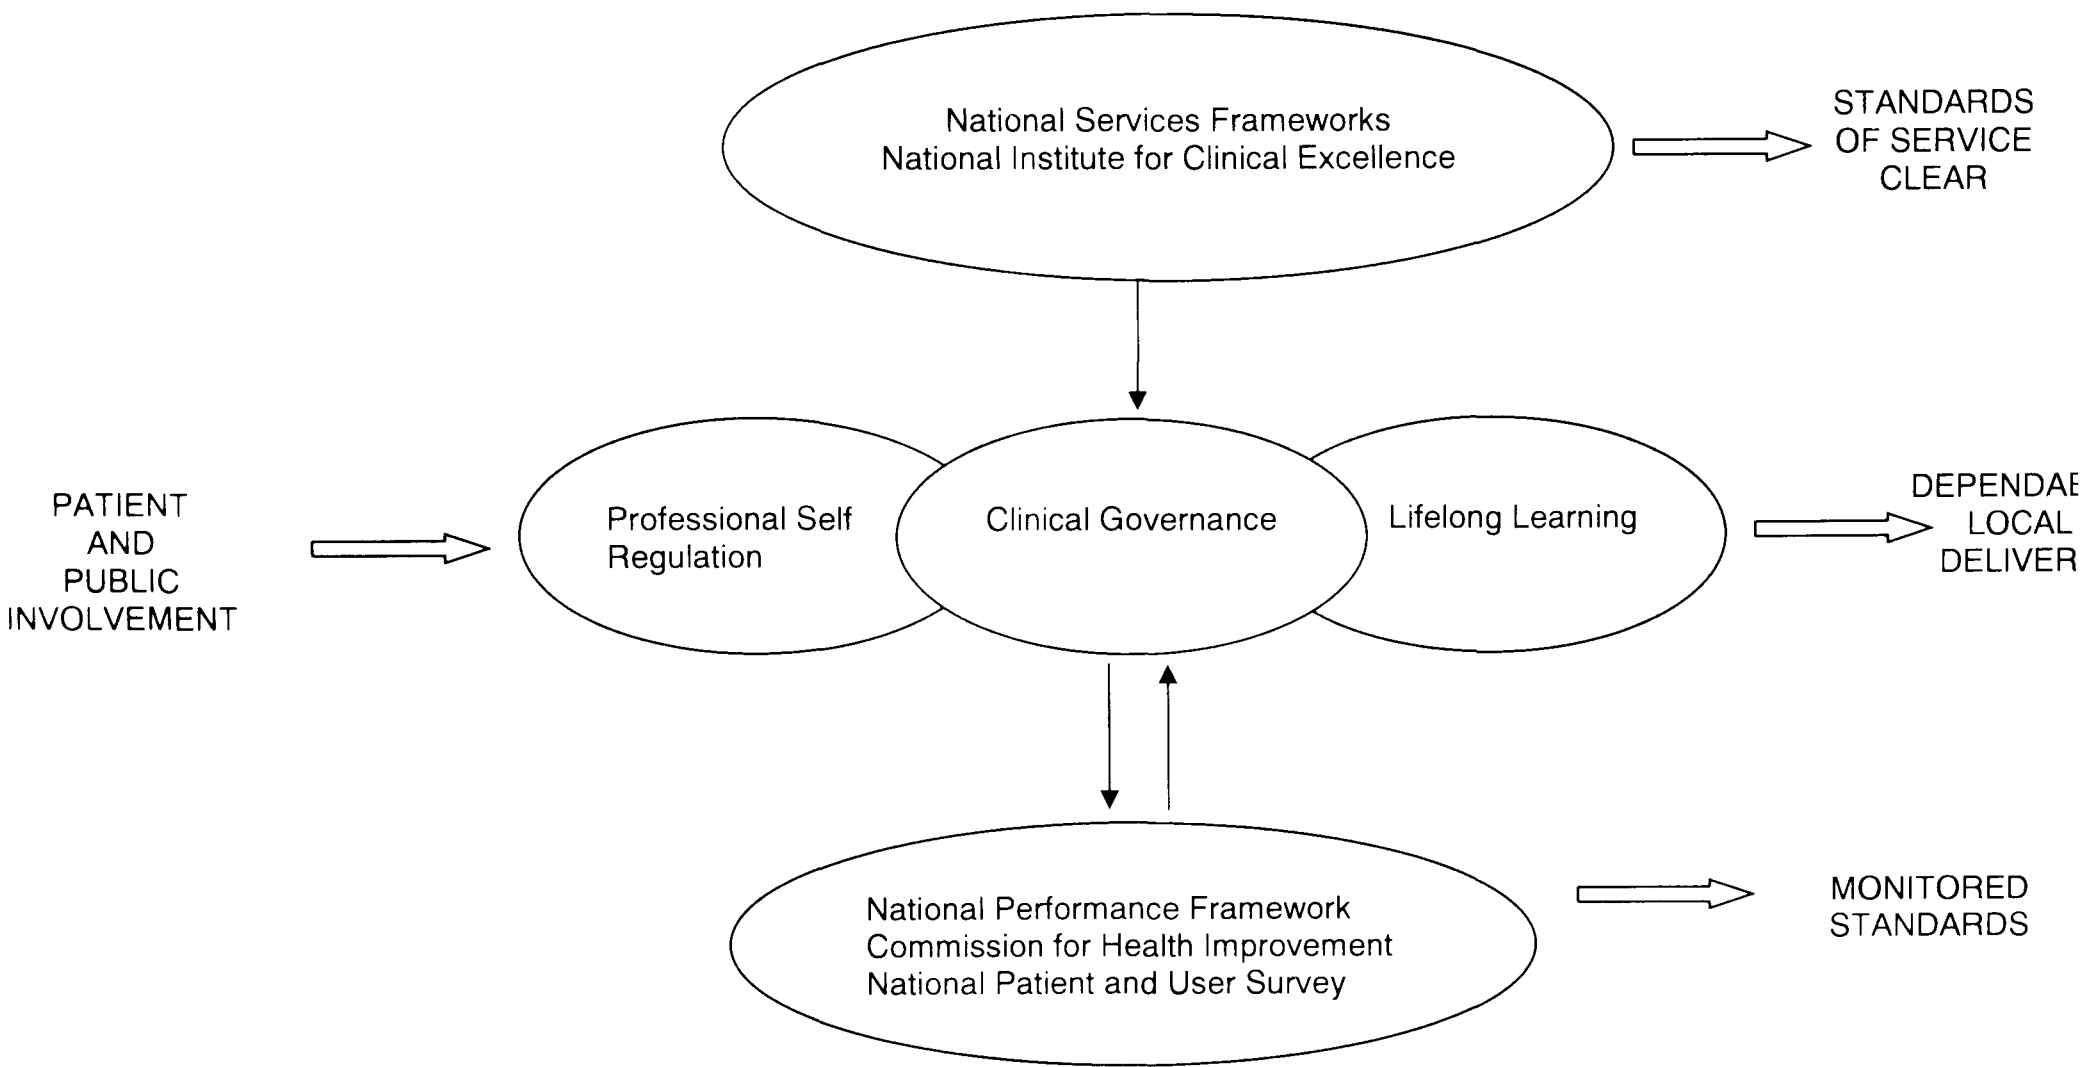 National Services Frameworks
National Institute for Clinical Excellence
STANDARDS
OF SERVICE
CLEAR
PATIENT
AND
PUBLIC
INVOLVEMENT
Professional Self
Regulation
Clinical Governance
Lifelong Learning
LOCAL
National Performance Framework
Commission for Health Improvement
National Patient and User Survey
MONITORED
STANDARDS